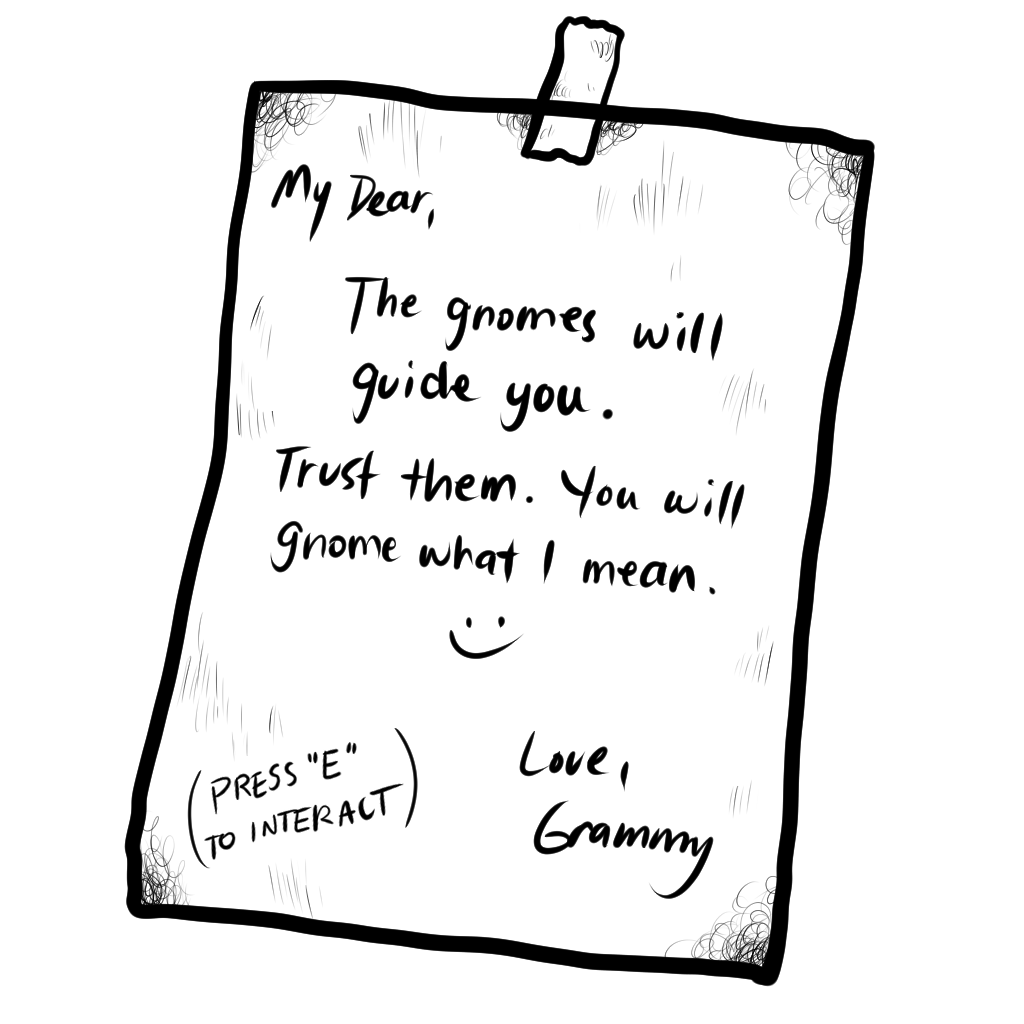 My Dear,
The gnomes will
guide you.
Trust them. You will
gnome what I mean.
(PRESS "E"
TO INTERACT)
Love,
Grammy